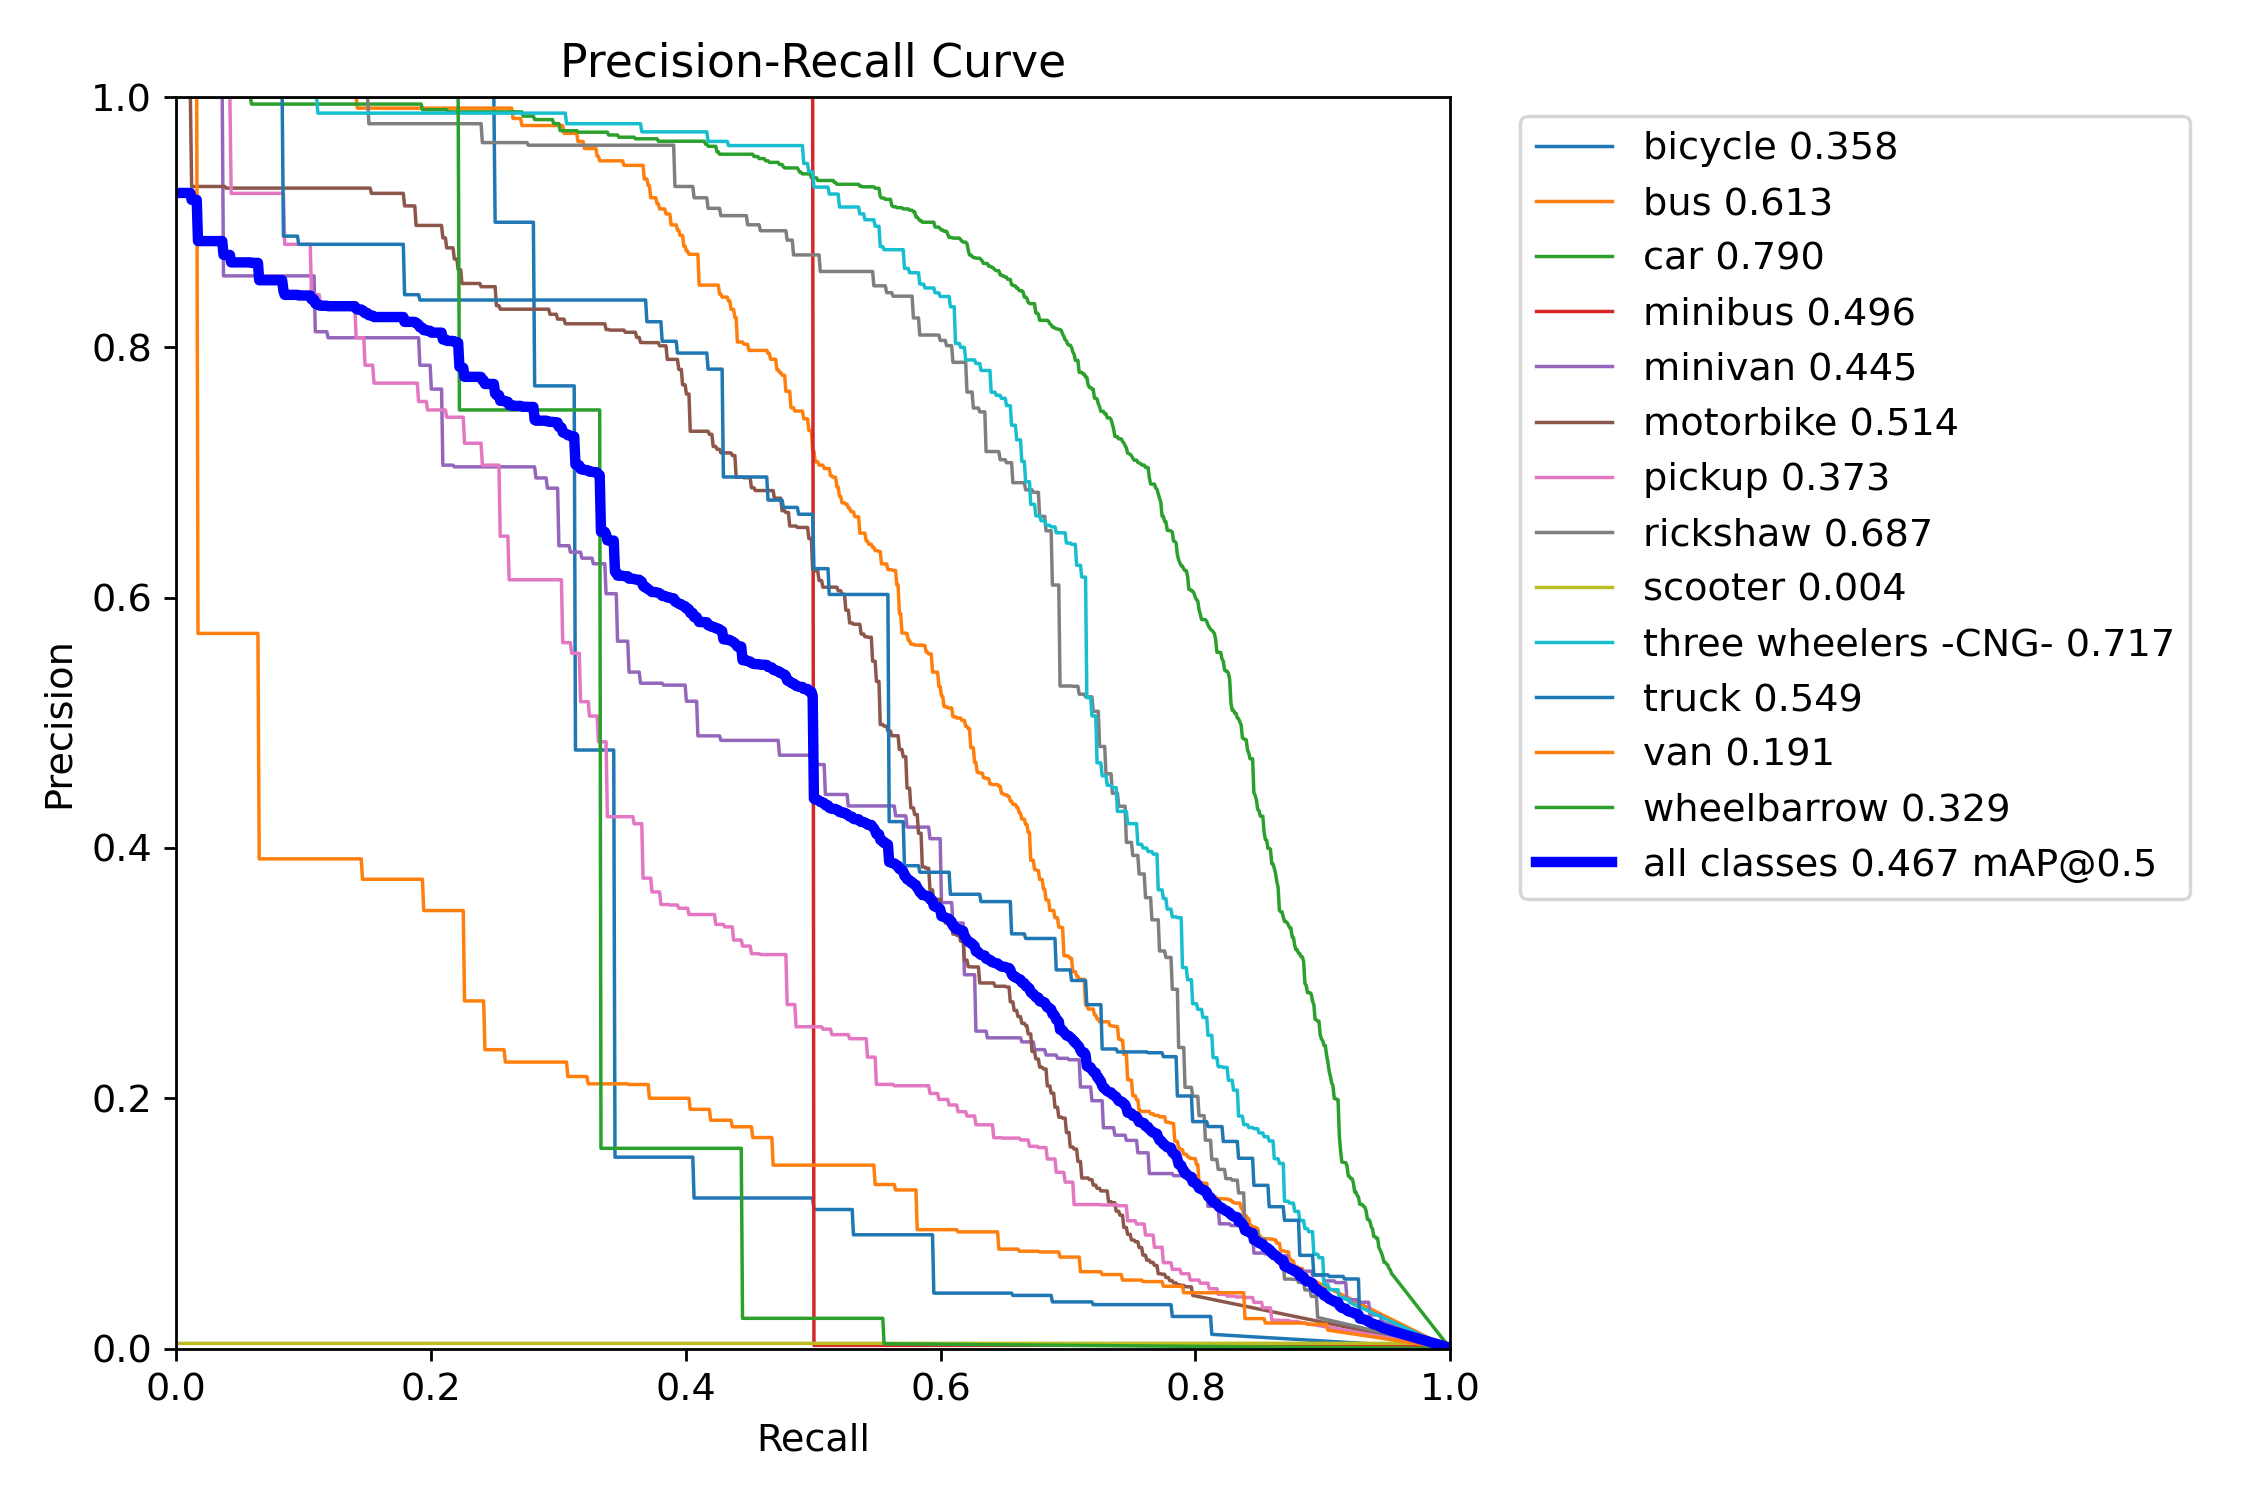 Precision-Recall Curve
1.0
0.8
0.6
0.4
0.2
0.0
Precision
0.0 0.2 0.4 0.6 0.8 1.0
Recall
bicycle 0.358
bus 0.613
car 0.790
minibus 0.496
minivan 0.445
motorbike 0.514
pickup 0.373
rickshaw 0.687
scooter 0.004
three wheelers -CNG- 0.717
truck 0.549
van 0.191
wheelbarrow 0.329
all classes 0.467 mAP@0.5